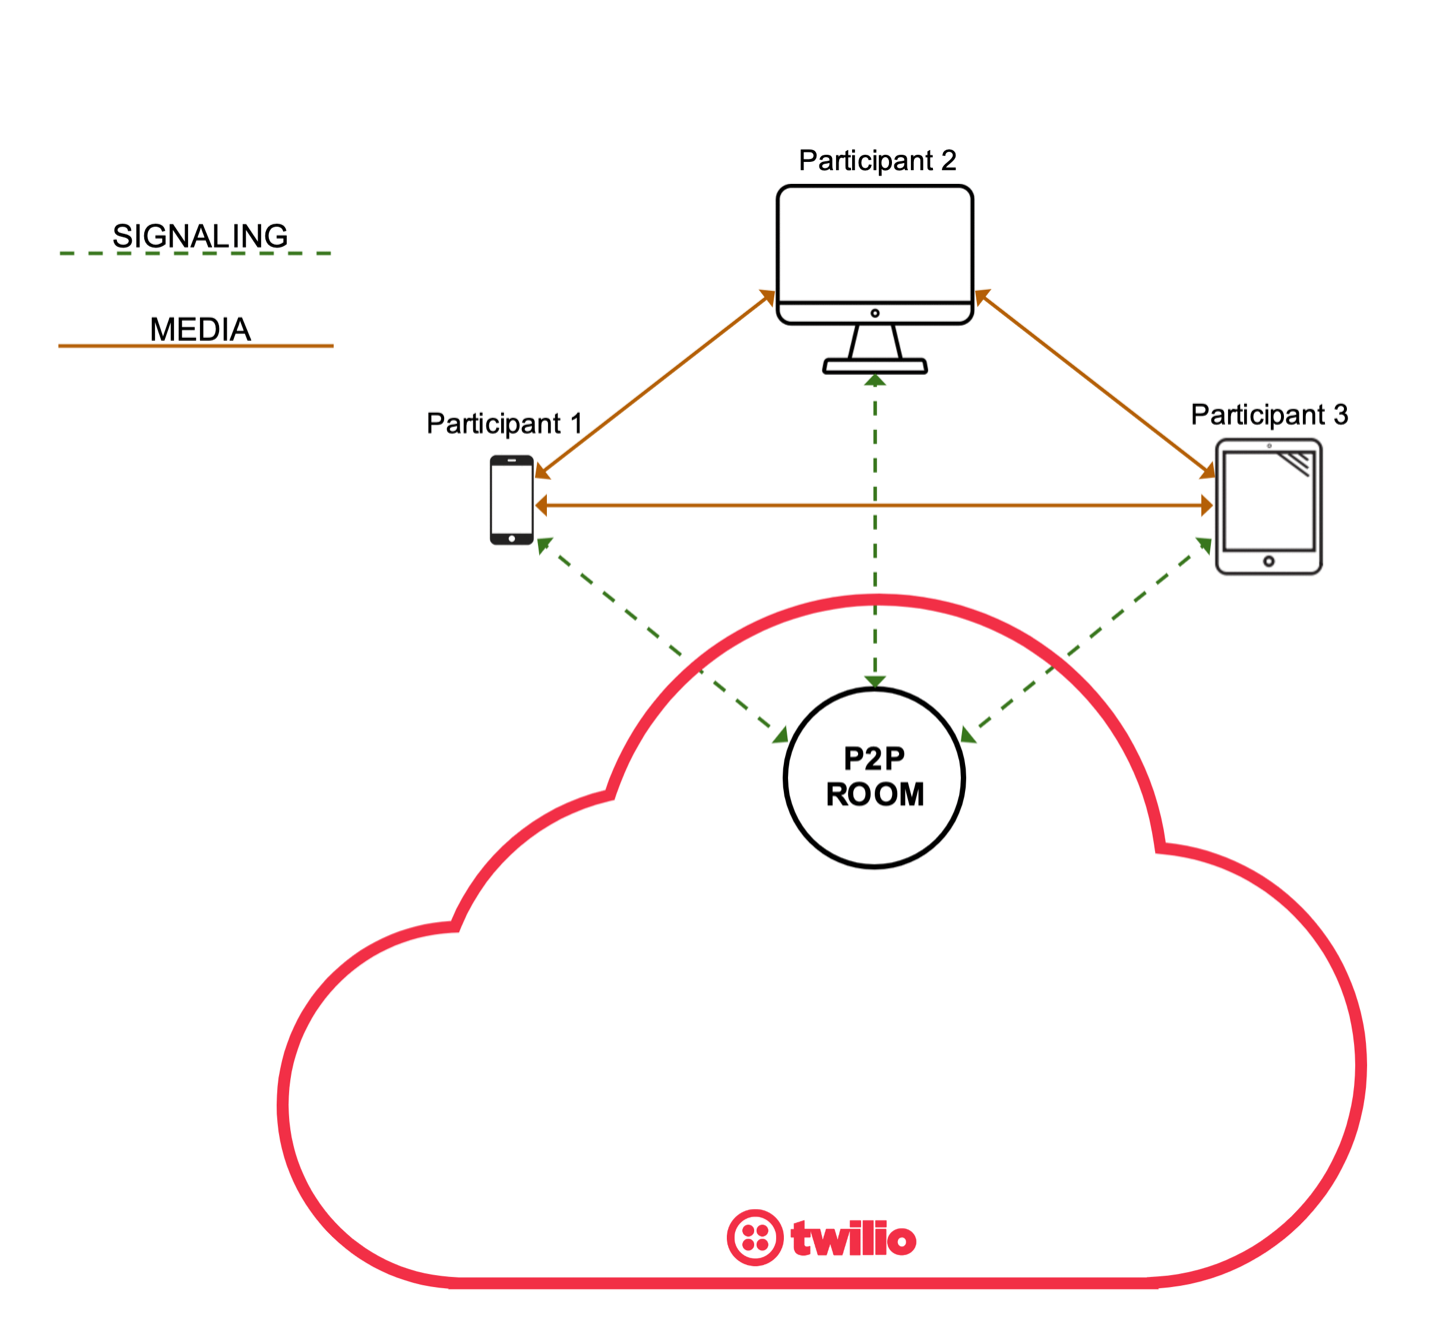 Participant 2
SIGNALING
MEDIA
Participant 1
Participant 3
P2P
ROOM
twilio